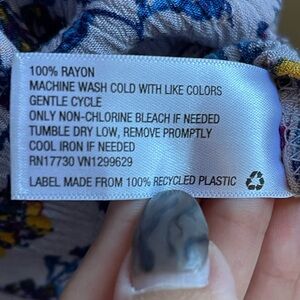 100% RAYON
MACHINE WASH COLD WITH LIKE COLORS
GENTLE CYCLE
ONLY NON-CHLORINE BLEACH IF NEEDED
TUMBLE DRY LOW, REMOVE PROMPTLY
COOL IRON IF NEEDED
RN17730 VN1299629
LABEL MADE FROM 100% RECYCLED PLASTIC